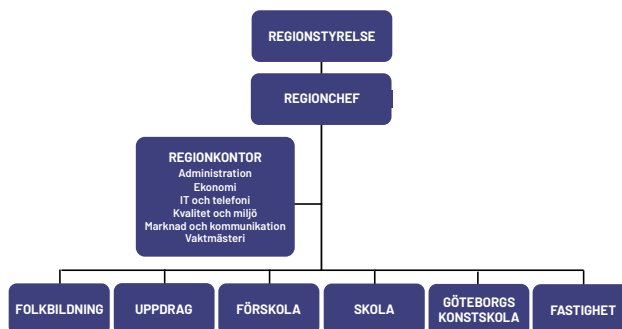 REGIONSTYRELSE
REGIONCHEF
REGIONKONTOR
Administration
Ekonomi
IT och telefoni
Kvalitet och miljö
Marknad och kommunikation
Vaktmästeri
FOLKBILDNING
UPPDRAG
FÖRSKOLA
SKOLA
GÖTEBORGS
KONSTSKOLA
FASTIGHET